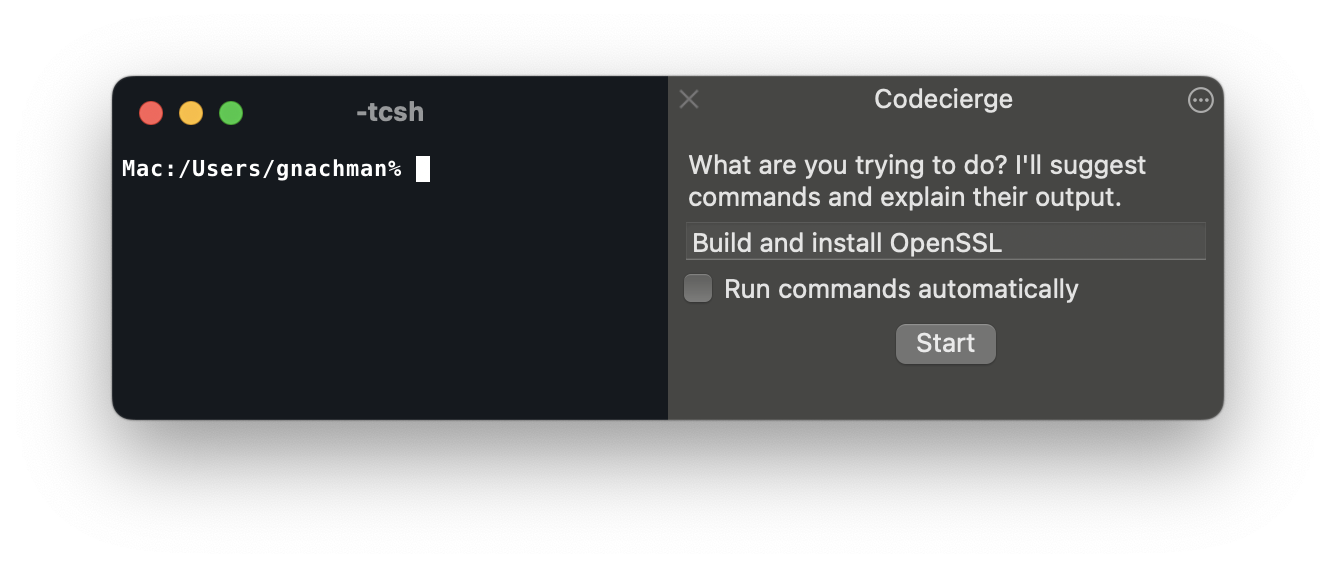 -tcsh
Mac:/Users/gnachman%
Codecierge
What are you trying to do? I'll suggest
commands and explain their output.
Build and install OpenSSL
Run commands automatically
Start